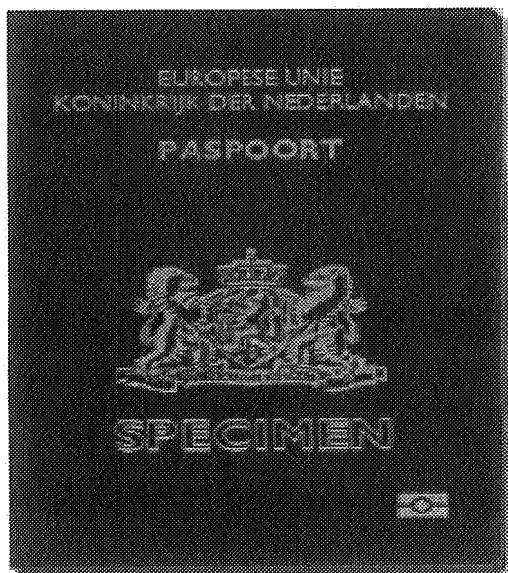 EUROPESE UNIE
KONINKRIJK DER NEDERLANDEN
PASPOORT
SPECIMEN